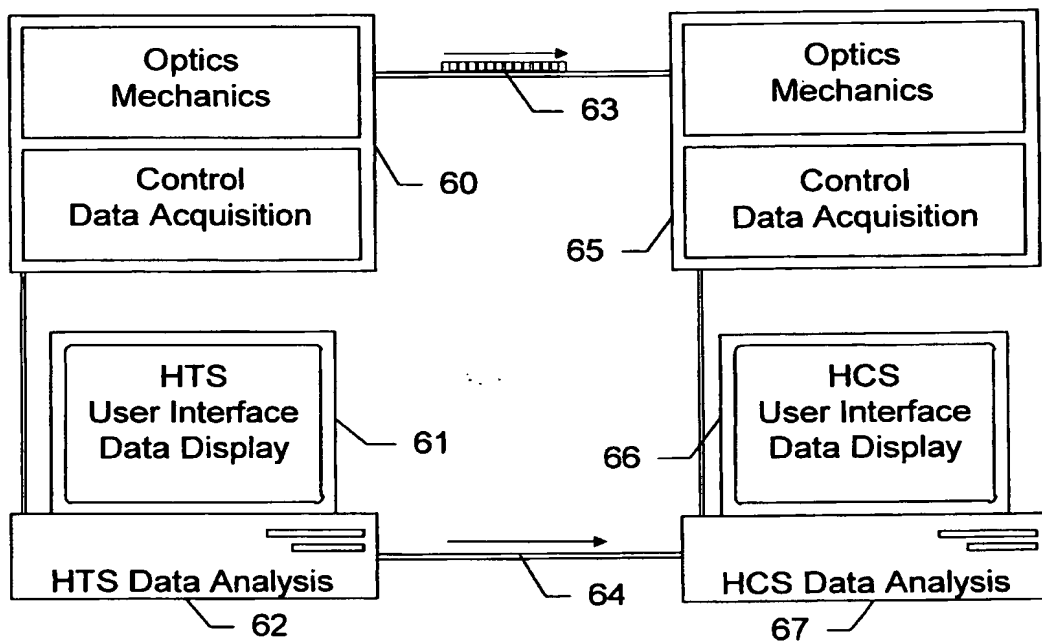 Optics
Mechanics
Control
Data Acquisition
60
63
Optics
Mechanics
Control
Data Acquisition
65
HTS
User Interface
Data Display
61
HCS
User Interface
Data Display
66
HTS Data Analysis
62
64
HCS Data Analysis
67